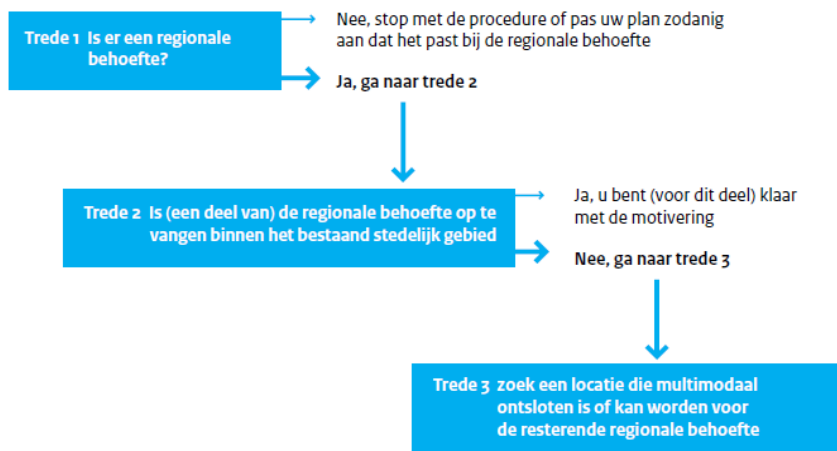 Trede 1 Is er een regionale
behoefte?
Nee, stop met de procedure of pas uw plan zodanig
aan dat het past bij de regionale behoefte
Ja, ga naar trede 2
Trede 2 Is (een deel van) de regionale behoefte op te
vangen binnen het bestaand stedelijk gebied
Ja, u bent (voor dit deel) klaar
met de motivering
Nee, ga naar trede 3
Trede 3 zoek een locatie die multimodaal
ontsloten is of kan worden voor
de resterende regionale behoefte